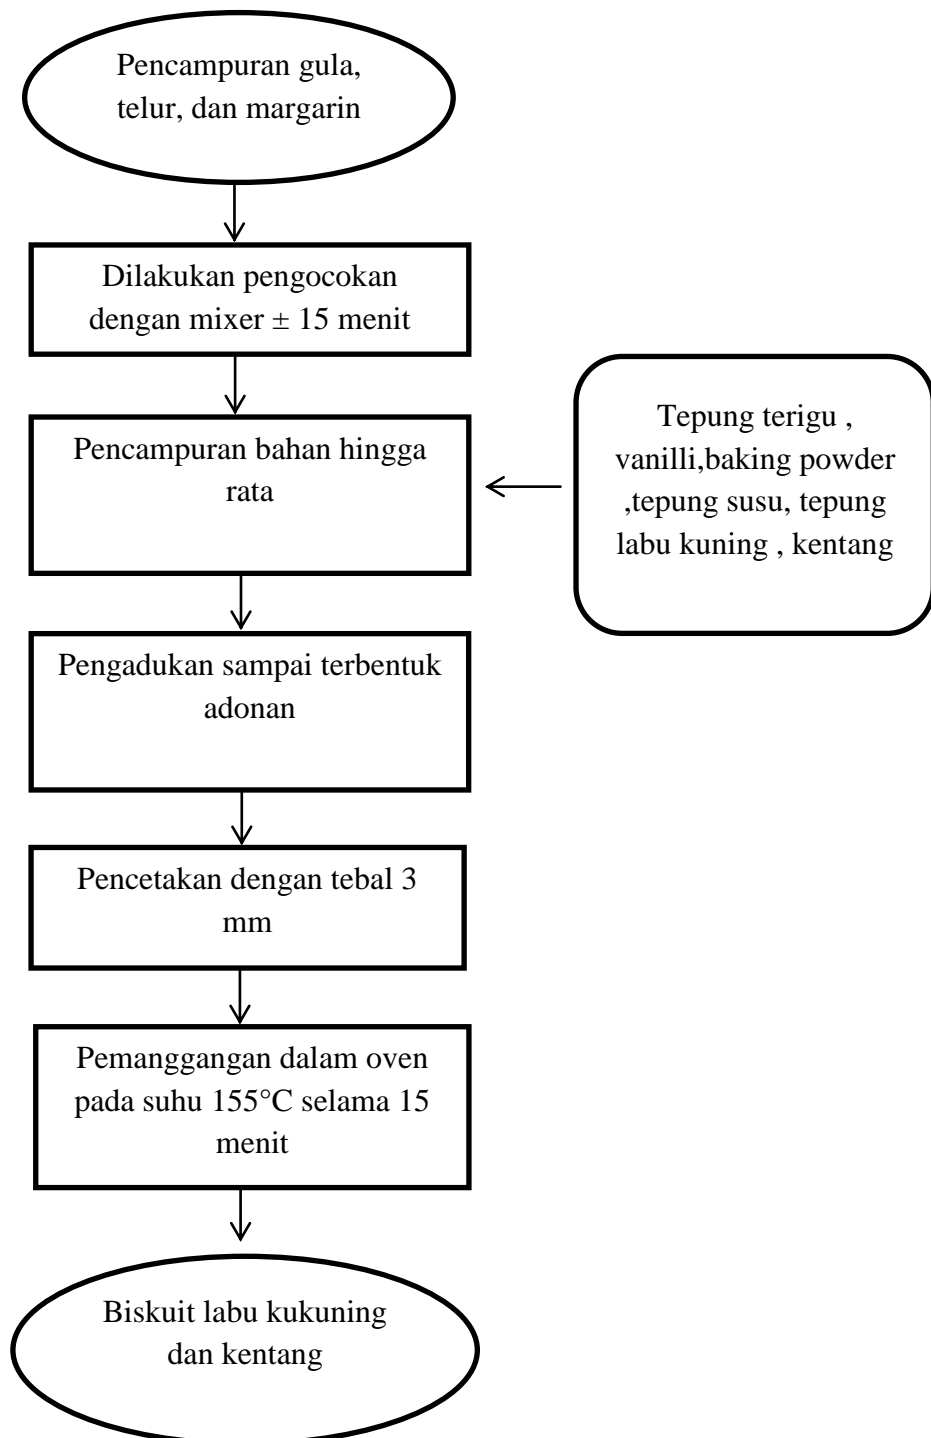 Pencampuran gula,
telur, dan margarin
Dilakukan pengocokan
dengan mixer ± 15 menit
Pencampuran bahan hingga
rata
Tepung terigu ,
vanilli,baking powder
,tepung susu, tepung
labu kuning , kentang
Pengadukan sampai terbentuk
adonan
Pencetakan dengan tebal 3
mm
Pemanggangan dalam oven
pada suhu 155°C selama 15
menit
Biskuit labu kukuning
dan kentang